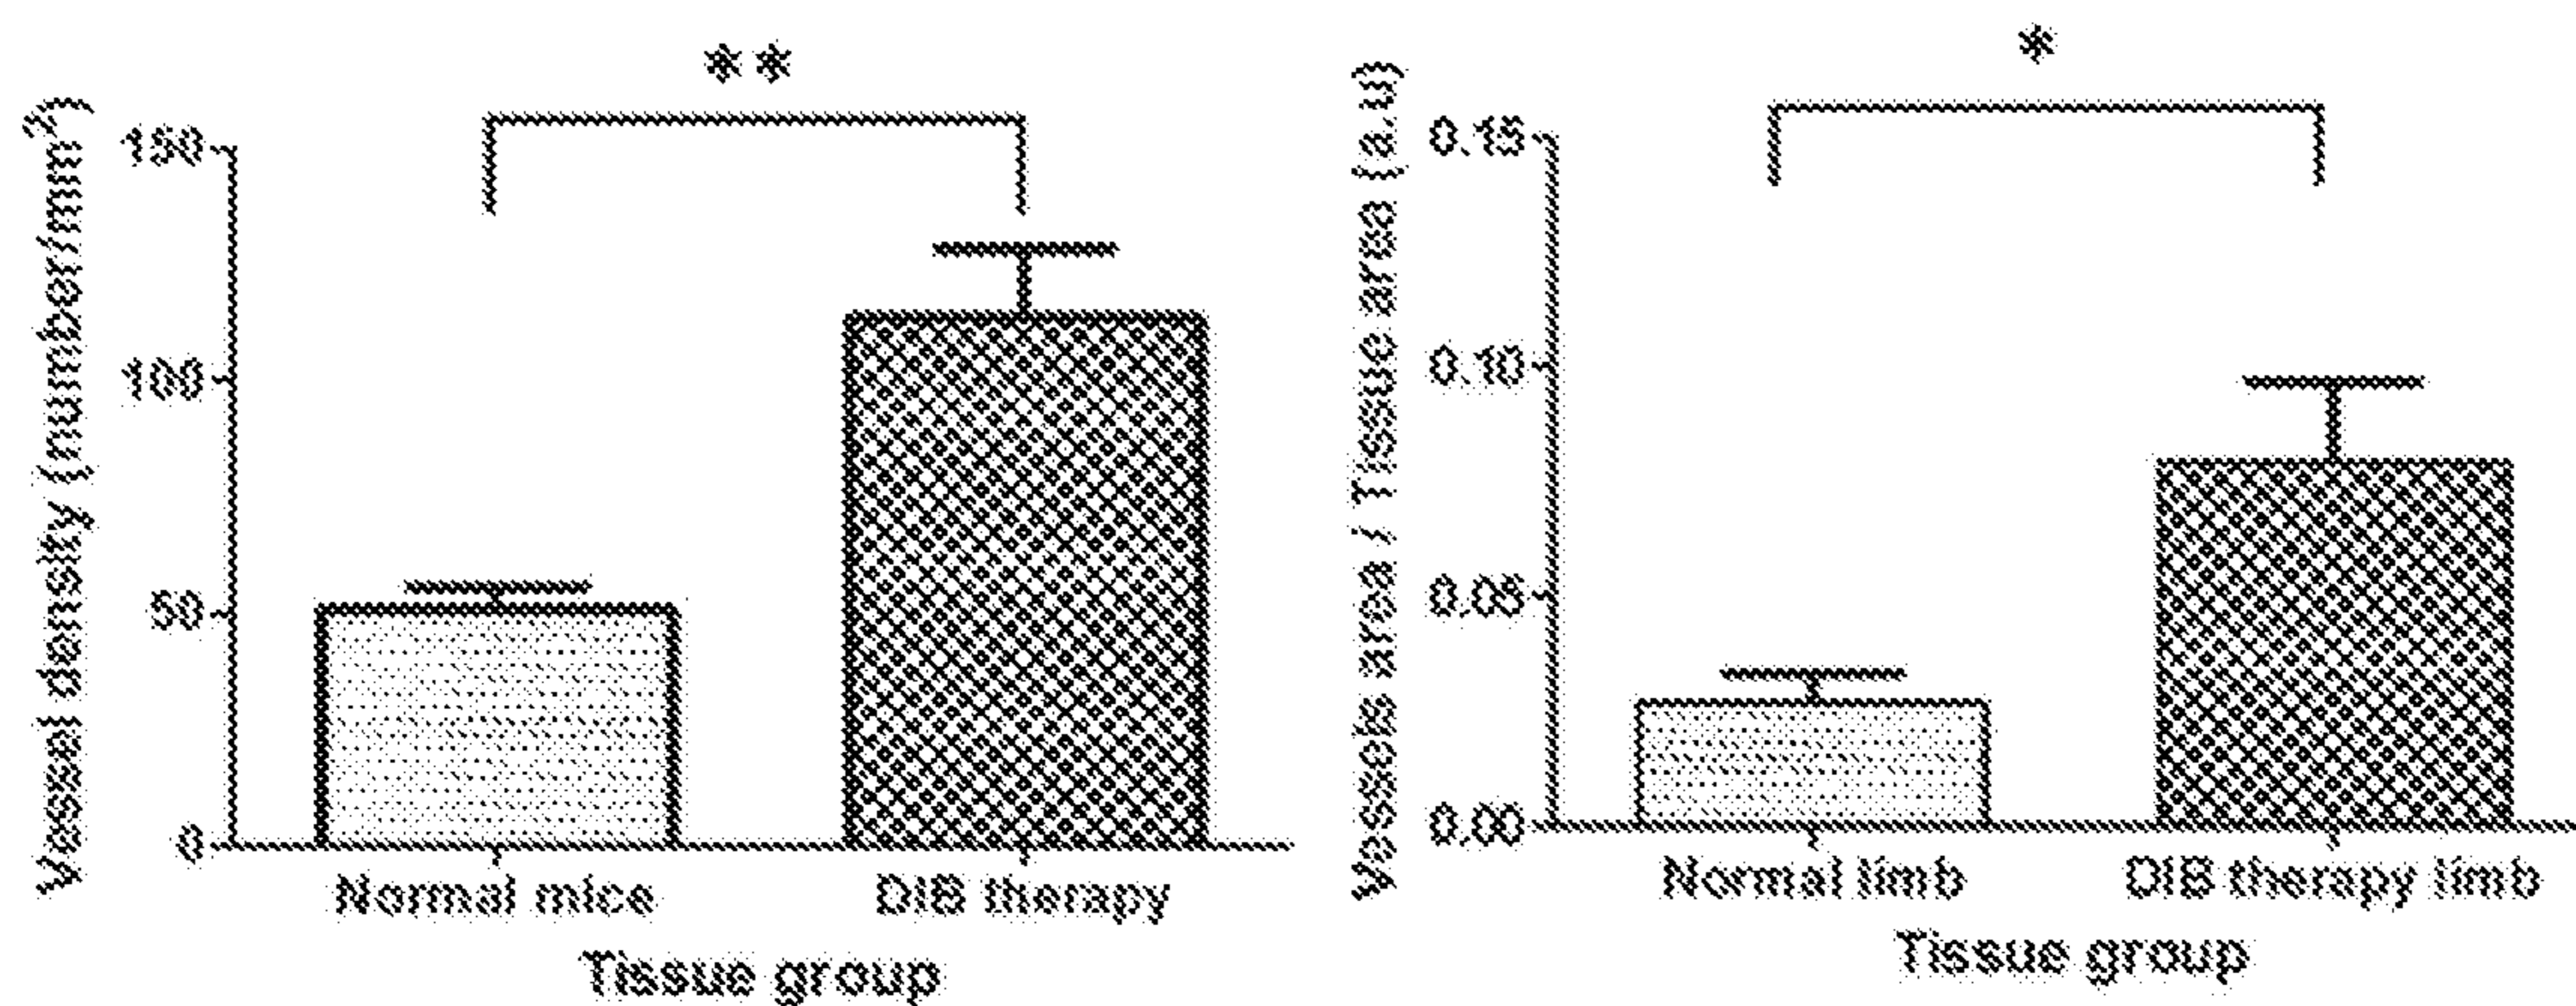 **
Vessel density (number/mm²)
150
100
50
0
Normal mice
DIB therapy
Tissue group
*
Vessels area / Tissue area (a.u)
0.15
0.10
0.05
0.00
Normal limb
DIB therapy limb
Tissue group